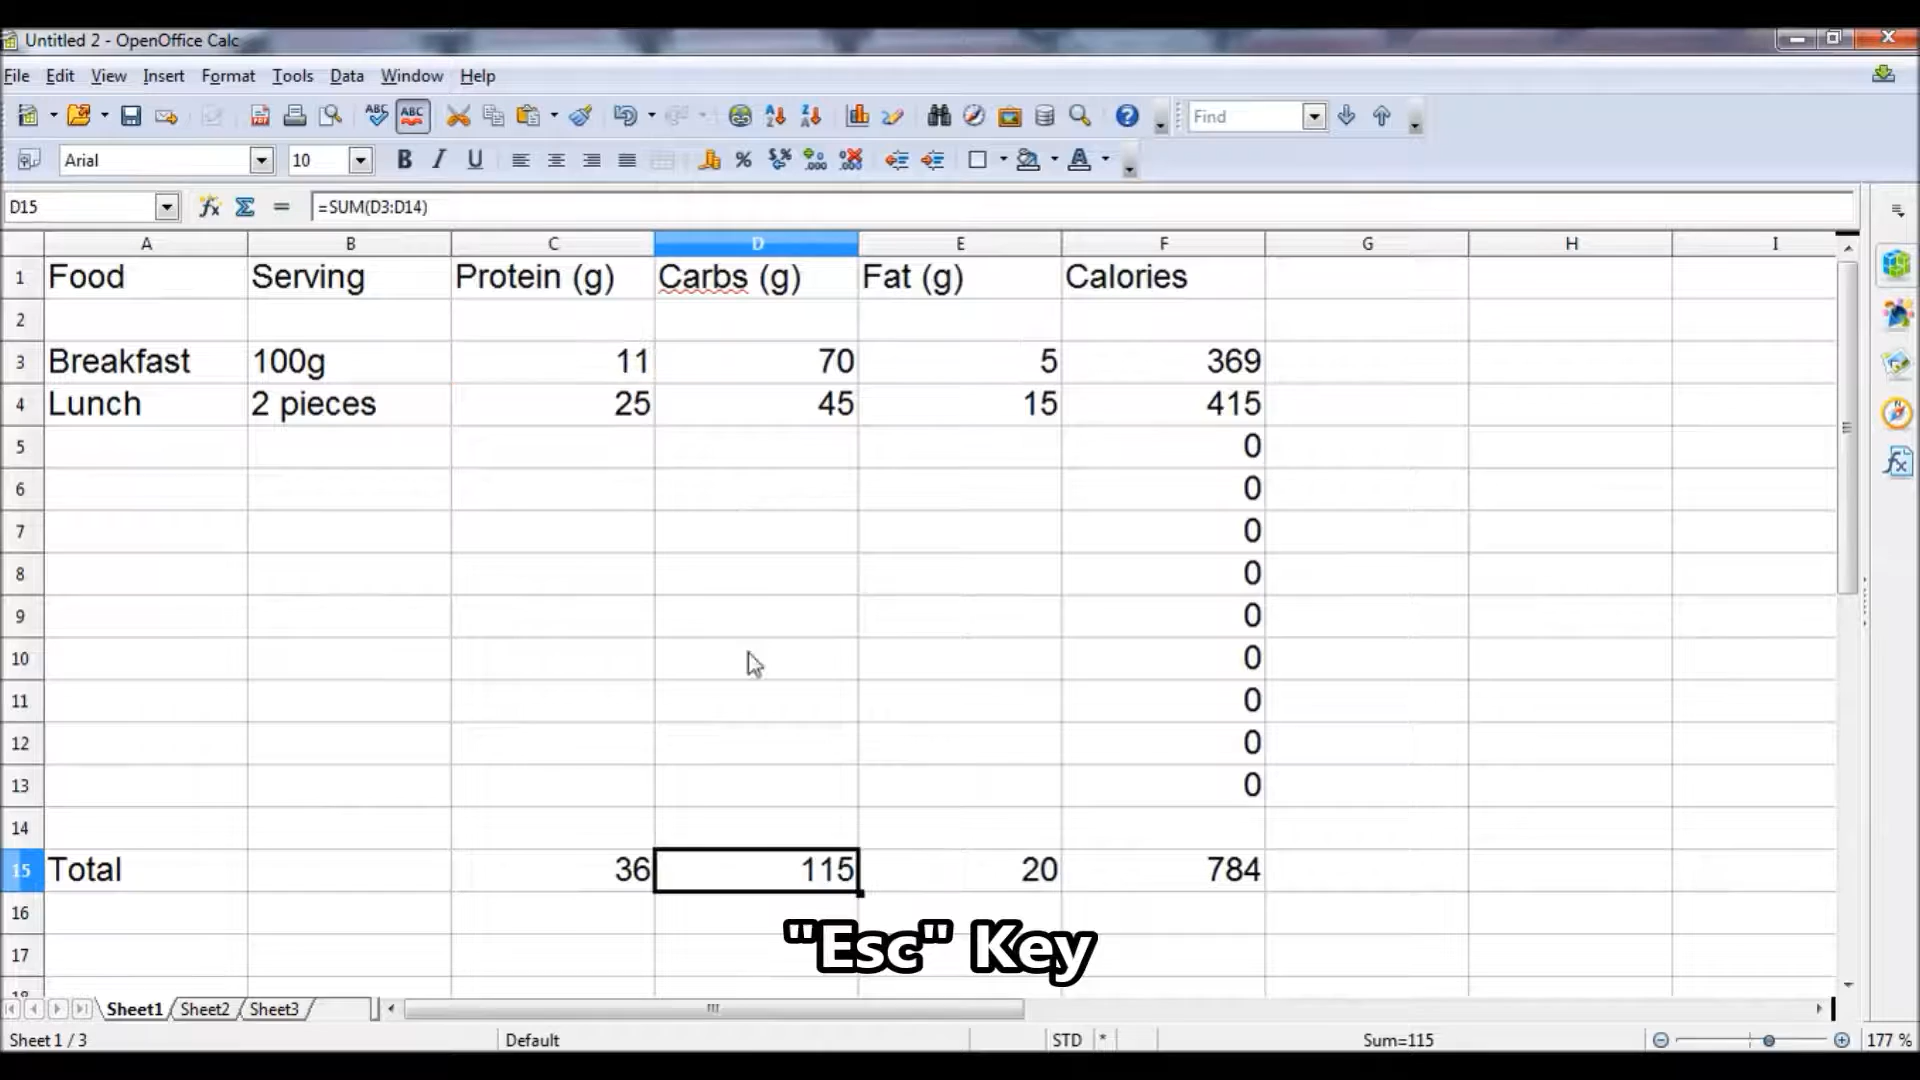 Untitled 2 - OpenOffice Calc
File Edit View Insert Format Tools Data Window Help
Find
Arial 10
D15 =SUM(D3:D14)
A B C D E F G H I
1 Food Serving Protein (g) Carbs (g) Fat (g) Calories
2
3 Breakfast 100g 11 70 5 369
4 Lunch 2 pieces 25 45 15 415
5 0
6 0
7 0
8 0
9 0
10 0
11 0
12 0
13 0
14
15 Total 36 115 20 784
16
"Esc" Key
17
18
Sheet1 Sheet2 Sheet3
Sheet 1 / 3 Default STD * Sum=115 177 %